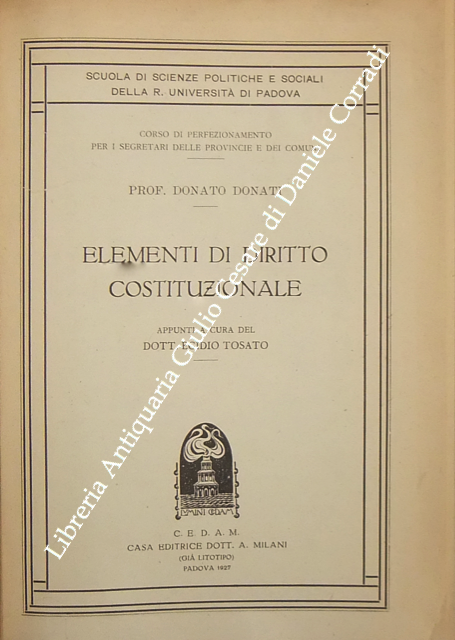 SCUOLA DI SCIENZE POLITICHE E SOCIALI
DELLA R. UNIVERSITÀ DI PADOVA
CORSO DI PERFEZIONAMENTO
PER I SEGRETARI DELLE PROVINCIE E DEI COMUNI
PROF. DONATO DONATI
ELEMENTI DI DIRITTO
COSTITUZIONALE
APPUNTI A CURA DEL
DOTT. EGIDIO TOSATO
C. E. D. A. M.
CASA EDITRICE DOTT. A. MILANI
(GIÀ LITOTIPO)
PADOVA 1927
Libreria Antiquaria Giulio Cesare di Daniele Corradi